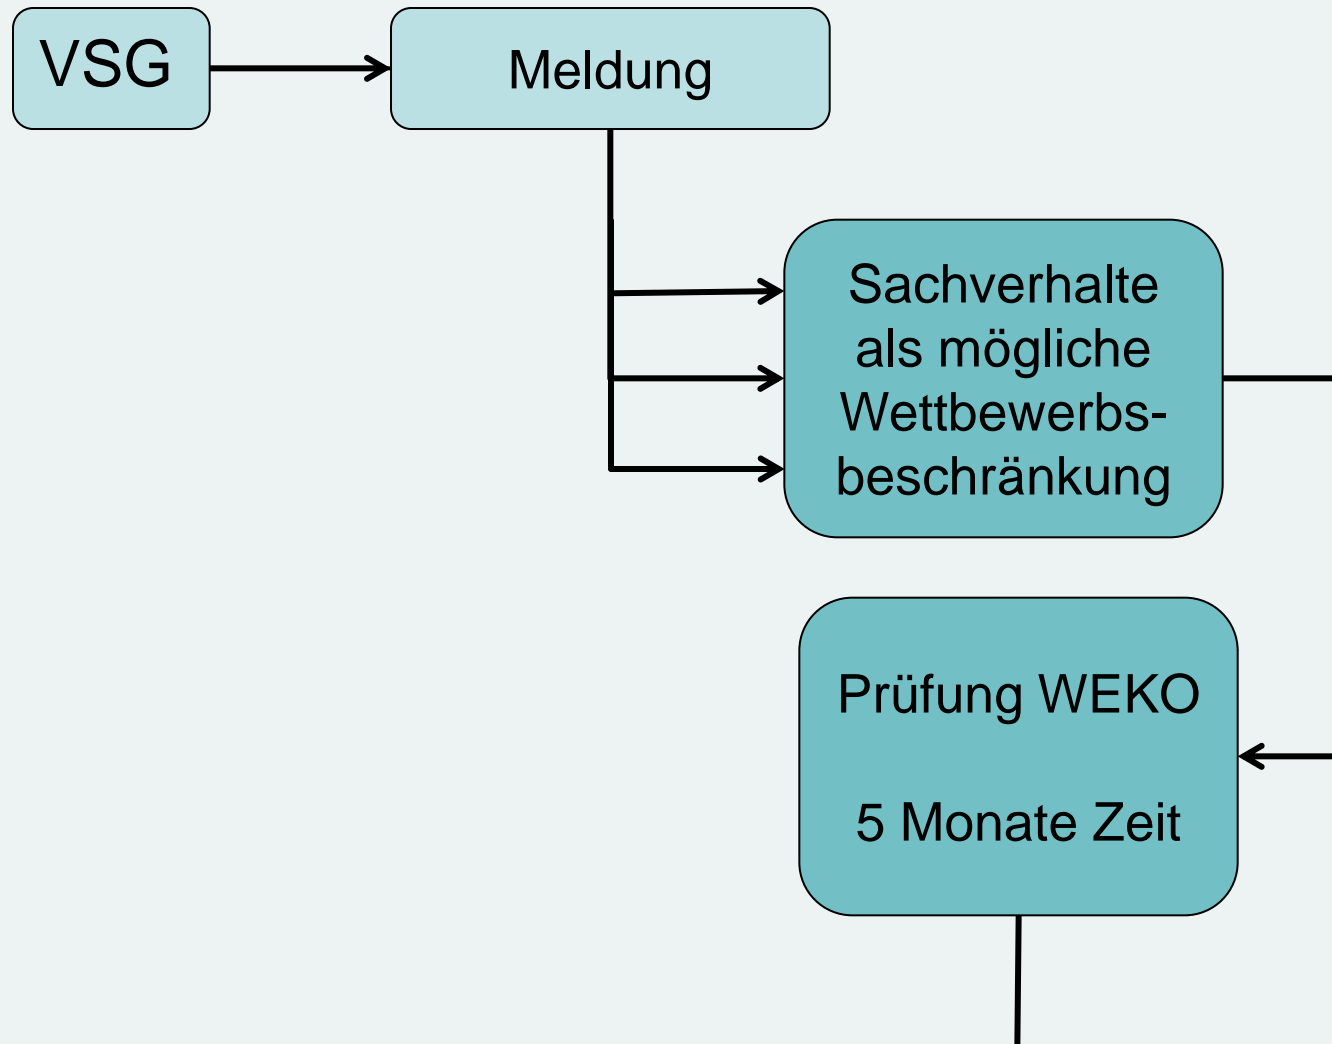 VSG
Meldung
Sachverhalte
als mögliche
Wettbewerbs-
beschränkung
Prüfung WEKO
5 Monate Zeit